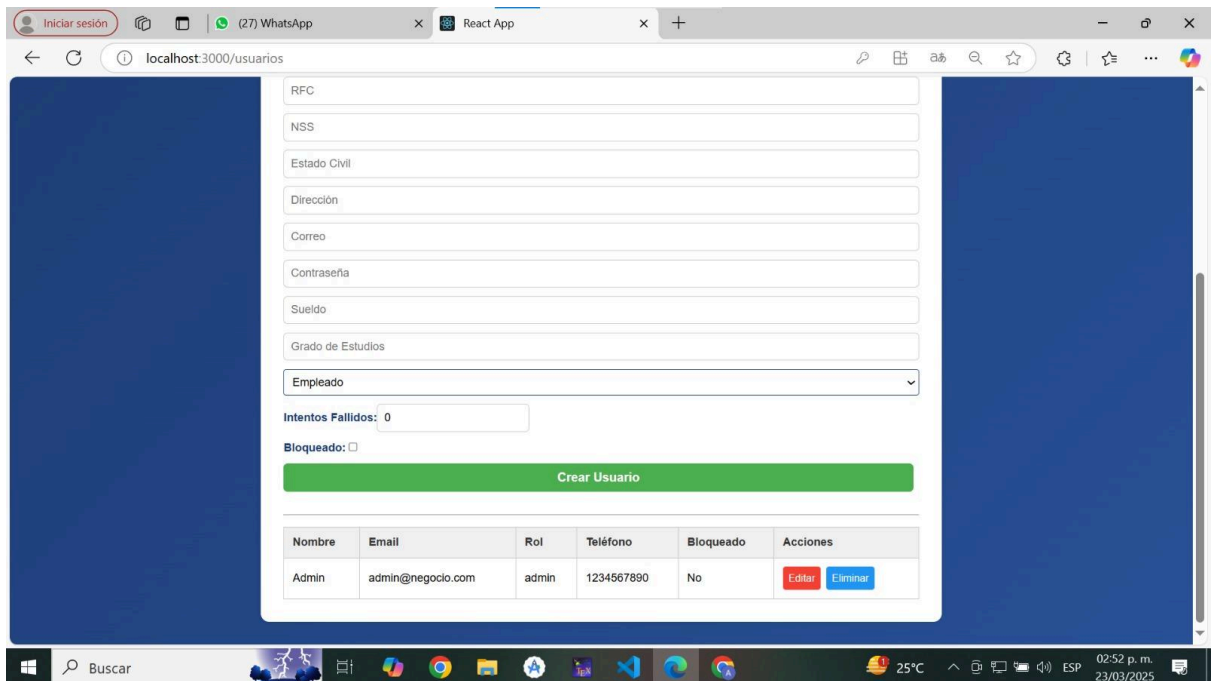 Iniciar sesión
(27) WhatsApp
React App
localhost:3000/usuarios
RFC
NSS
Estado Civil
Dirección
Correo
Contraseña
Sueldo
Grado de Estudios
Empleado
Intentos Fallidos: 0
Bloqueado:
Crear Usuario
Nombre Email Rol Teléfono Bloqueado Acciones
Admin admin@negocio.com admin 1234567890 No Editar Eliminar
Buscar
25°C
ESP
02:52 p. m.
23/03/2025